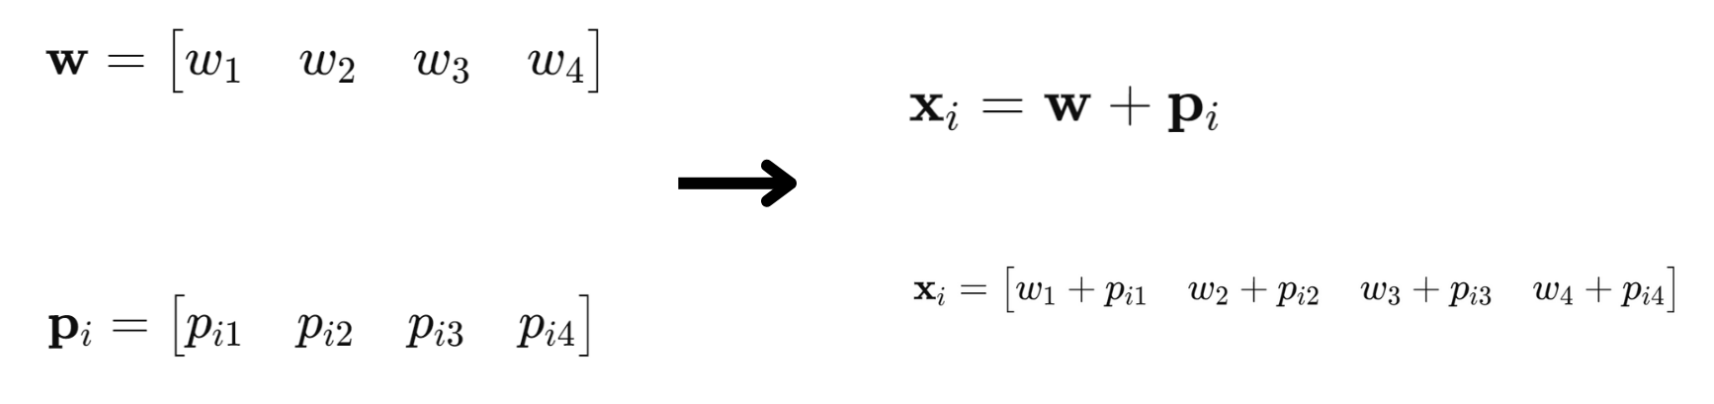 w = [w₁ w₂ w₃ w₄]
pᵢ = [pᵢ₁ pᵢ₂ pᵢ₃ pᵢ₄]
xᵢ = w + pᵢ
xᵢ = [w₁ + pᵢ₁ w₂ + pᵢ₂ w₃ + pᵢ₃ w₄ + pᵢ₄]